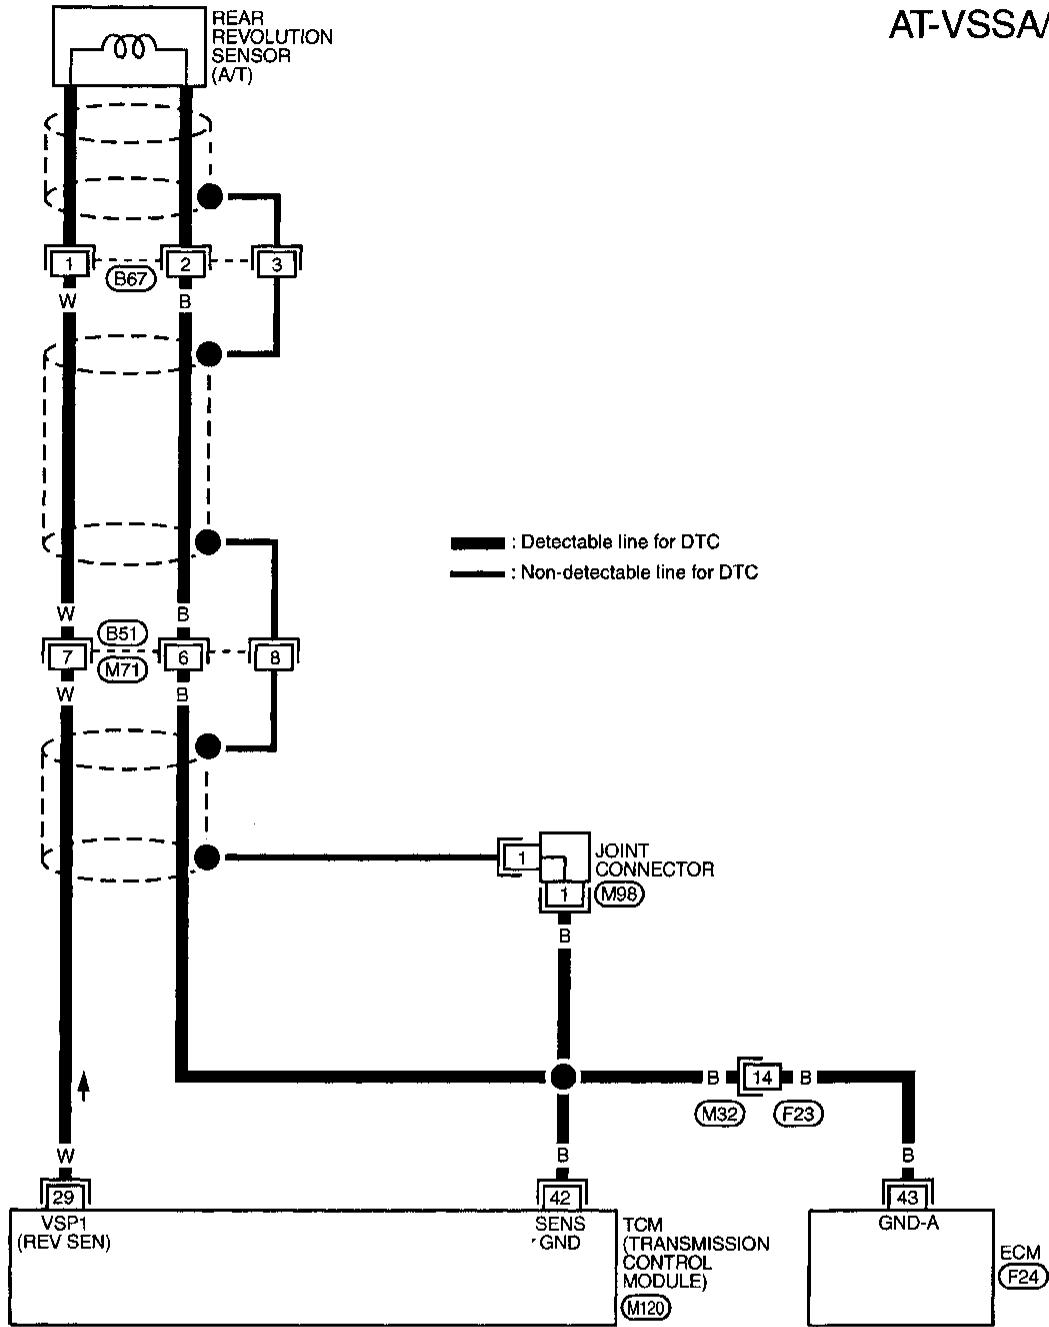 AT-VSSA/
REAR
REVOLUTION
SENSOR
(A/T)
1
2
3
B67
W
B
: Detectable line for DTC
: Non-detectable line for DTC
W
B
B51
7
6
8
M71
W
B
1
JOINT
CONNECTOR
1
M98
B
B
14
B
M32
F23
W
B
B
29
42
43
VSP1
(REV SEN)
SENS
GND
TCM
(TRANSMISSION
CONTROL
MODULE)
M120
GND-A
ECM
F24